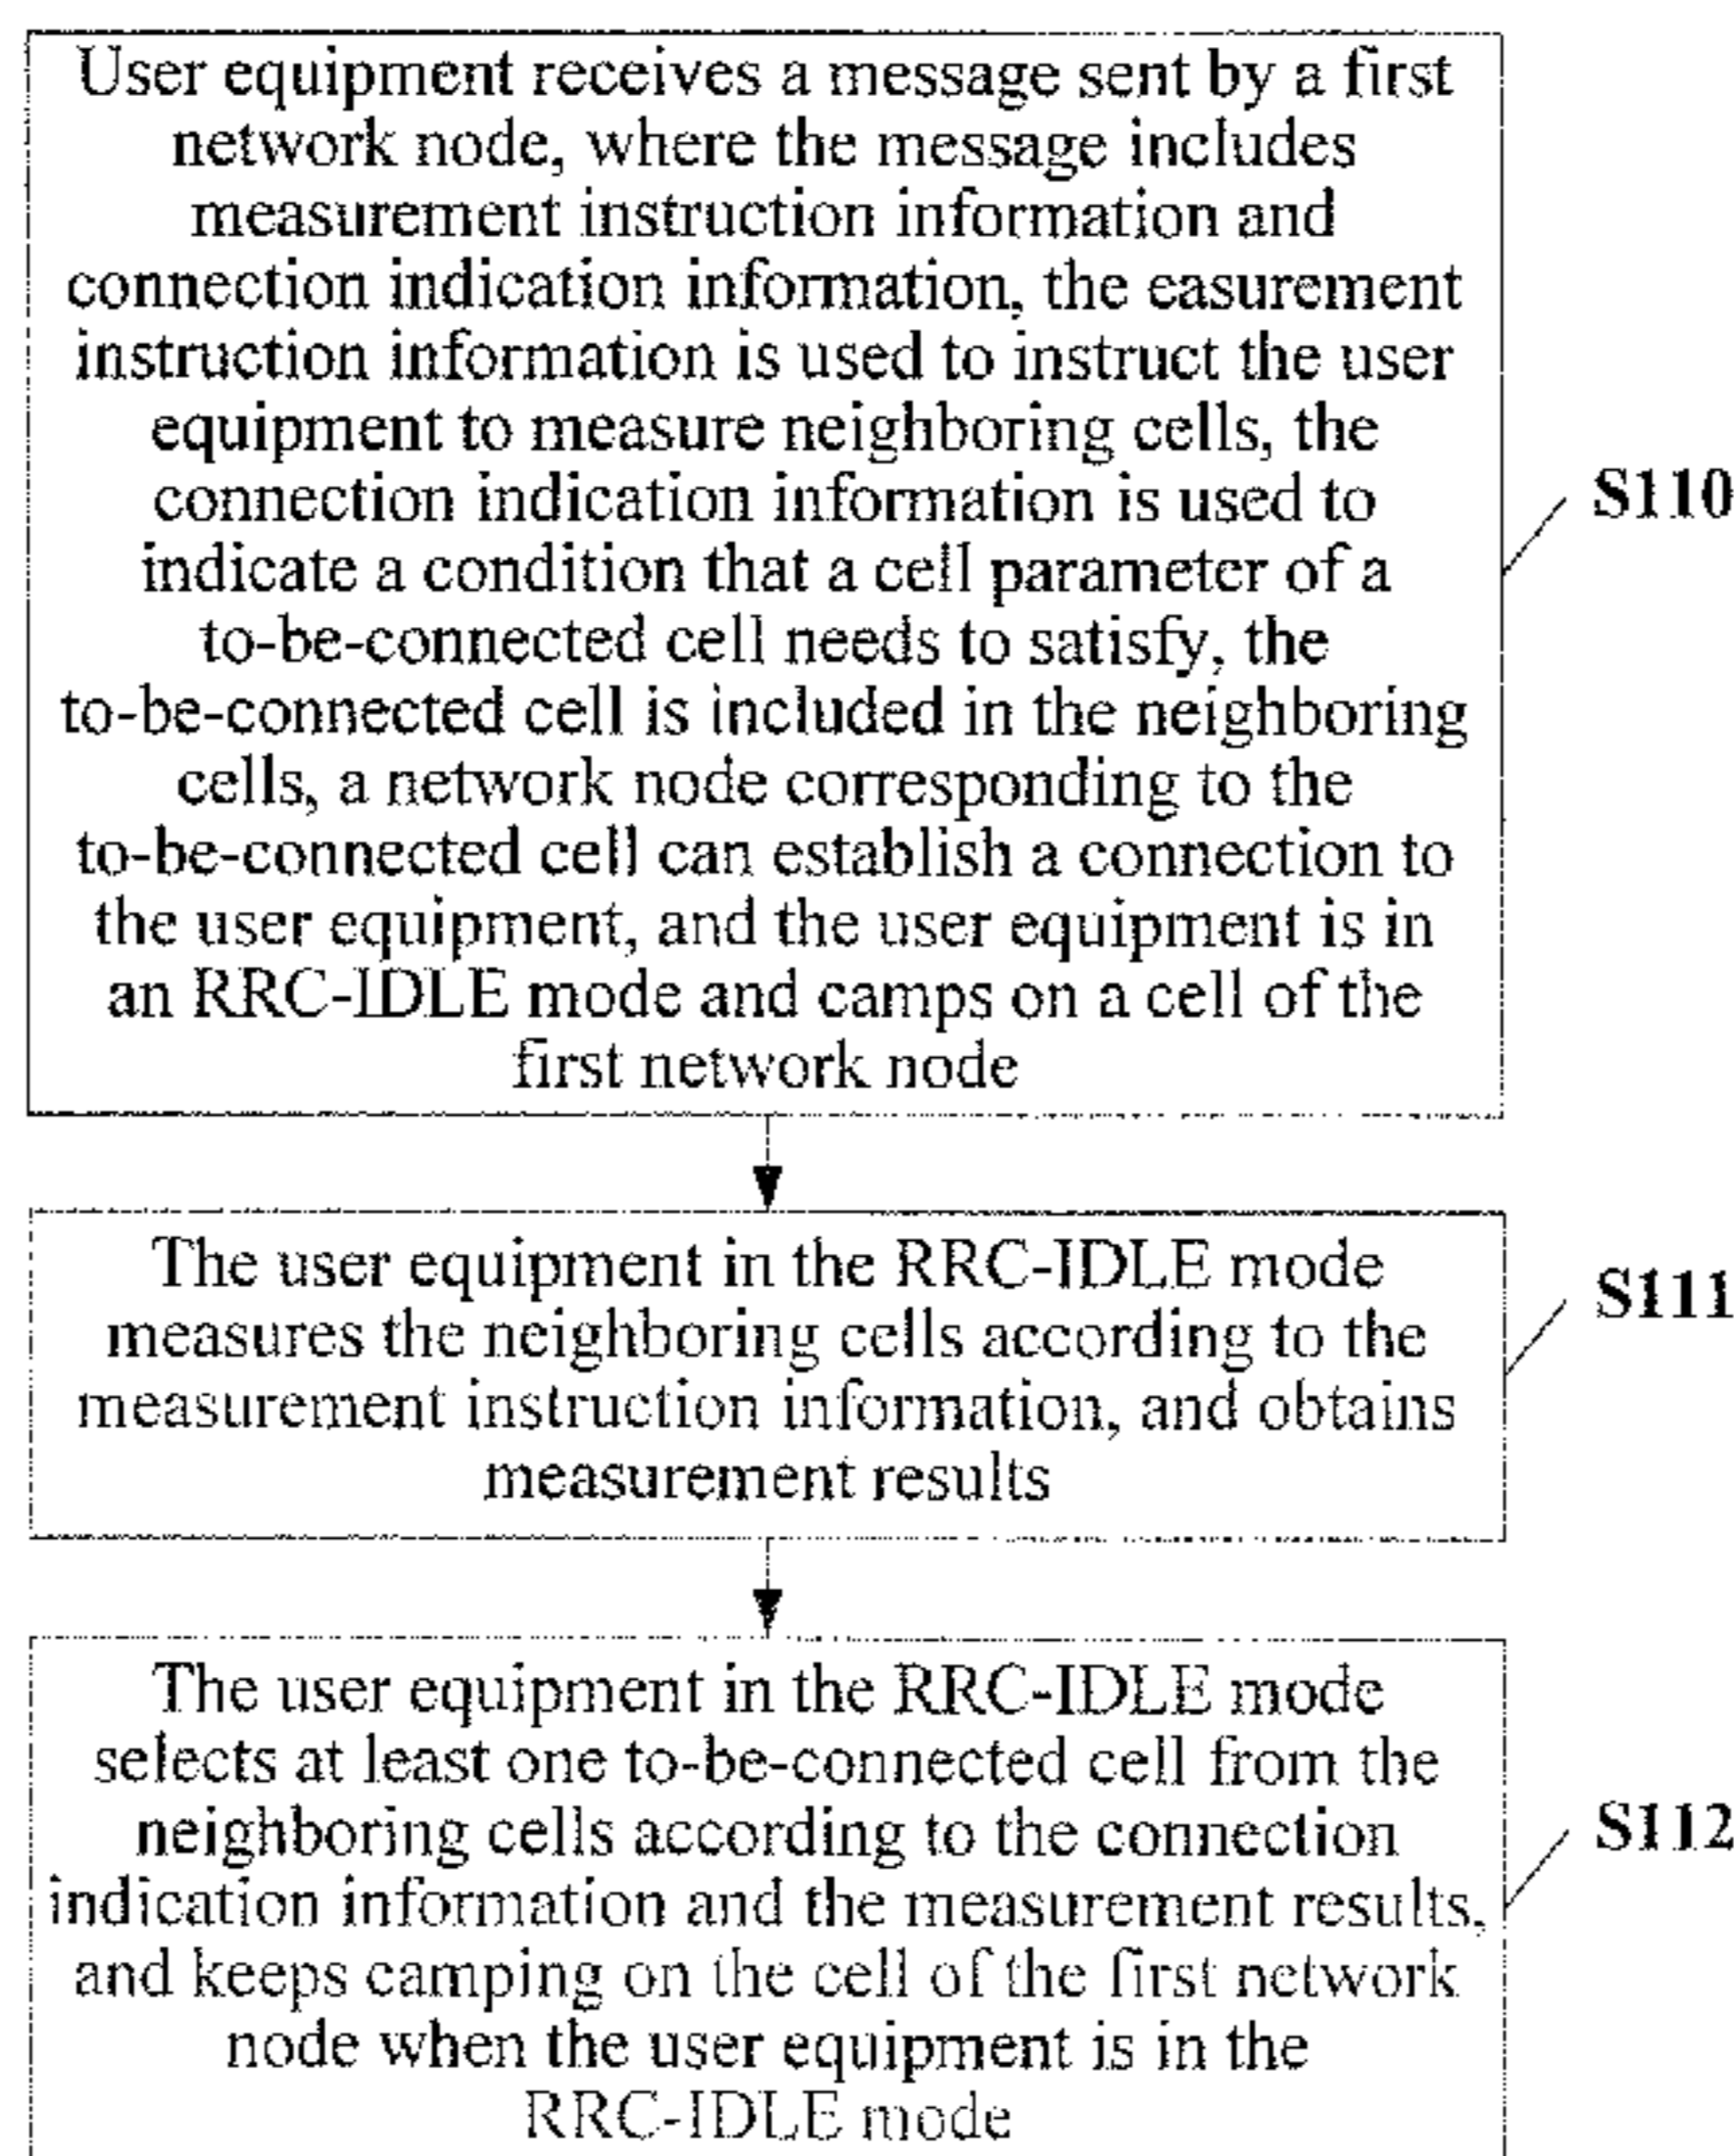 User equipment receives a message sent by a first
network node, where the message includes
measurement instruction information and
connection indication information, the easurement
instruction information is used to instruct the user
equipment to measure neighboring cells, the
connection indication information is used to
indicate a condition that a cell parameter of a
to-be-connected cell needs to satisfy, the
to-be-connected cell is included in the neighboring
cells, a network node corresponding to the
to-be-connected cell can establish a connection to
the user equipment, and the user equipment is in
an RRC-IDLE mode and camps on a cell of the
first network node
S110
The user equipment in the RRC-IDLE mode
measures the neighboring cells according to the
measurement instruction information, and obtains
measurement results
S111
The user equipment in the RRC-IDLE mode
selects at least one to-be-connected cell from the
neighboring cells according to the connection
indication information and the measurement results,
and keeps camping on the cell of the first network
node when the user equipment is in the
RRC-IDLE mode
S112